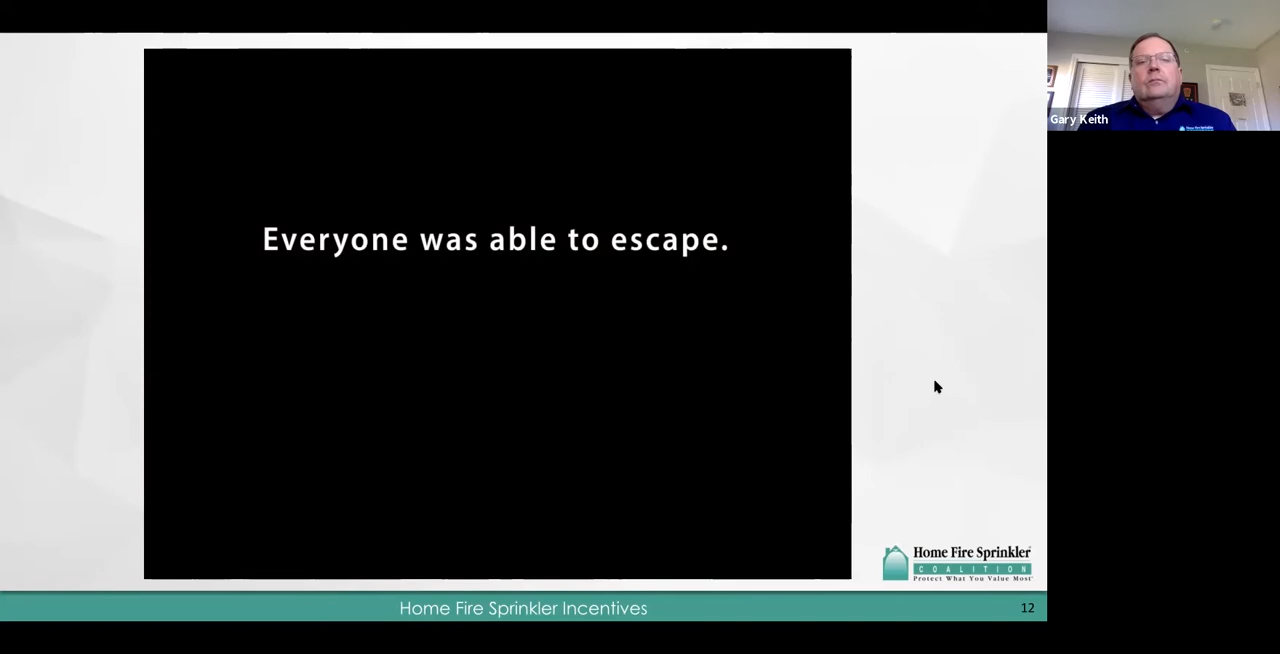 Everyone was able to escape.
Gary Keith
Home Fire Sprinkler
COALITION
Protect What You Value Most
Home Fire Sprinkler Incentives
12